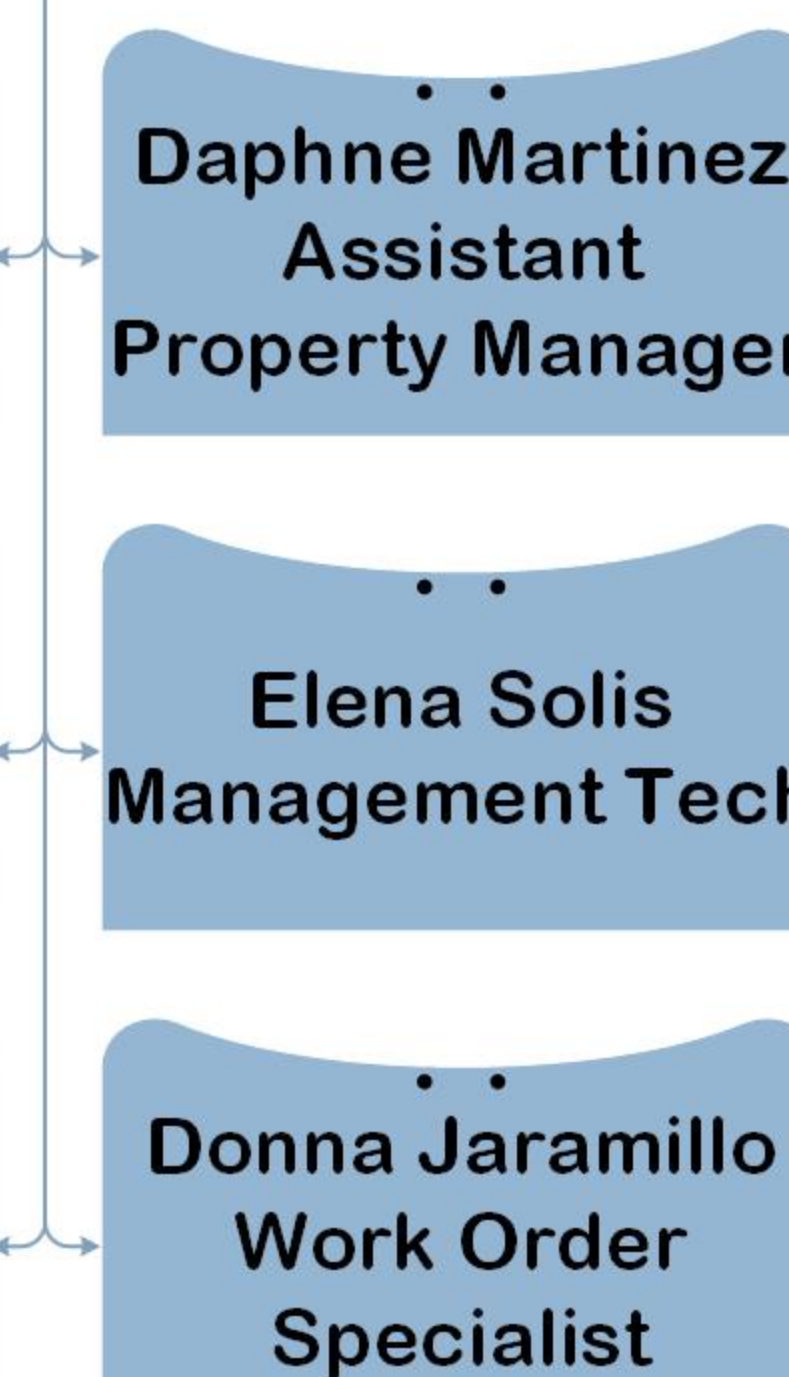 Daphne Martinez
Assistant
Property Manager
Elena Solis
Management Tech
Donna Jaramillo
Work Order
Specialist